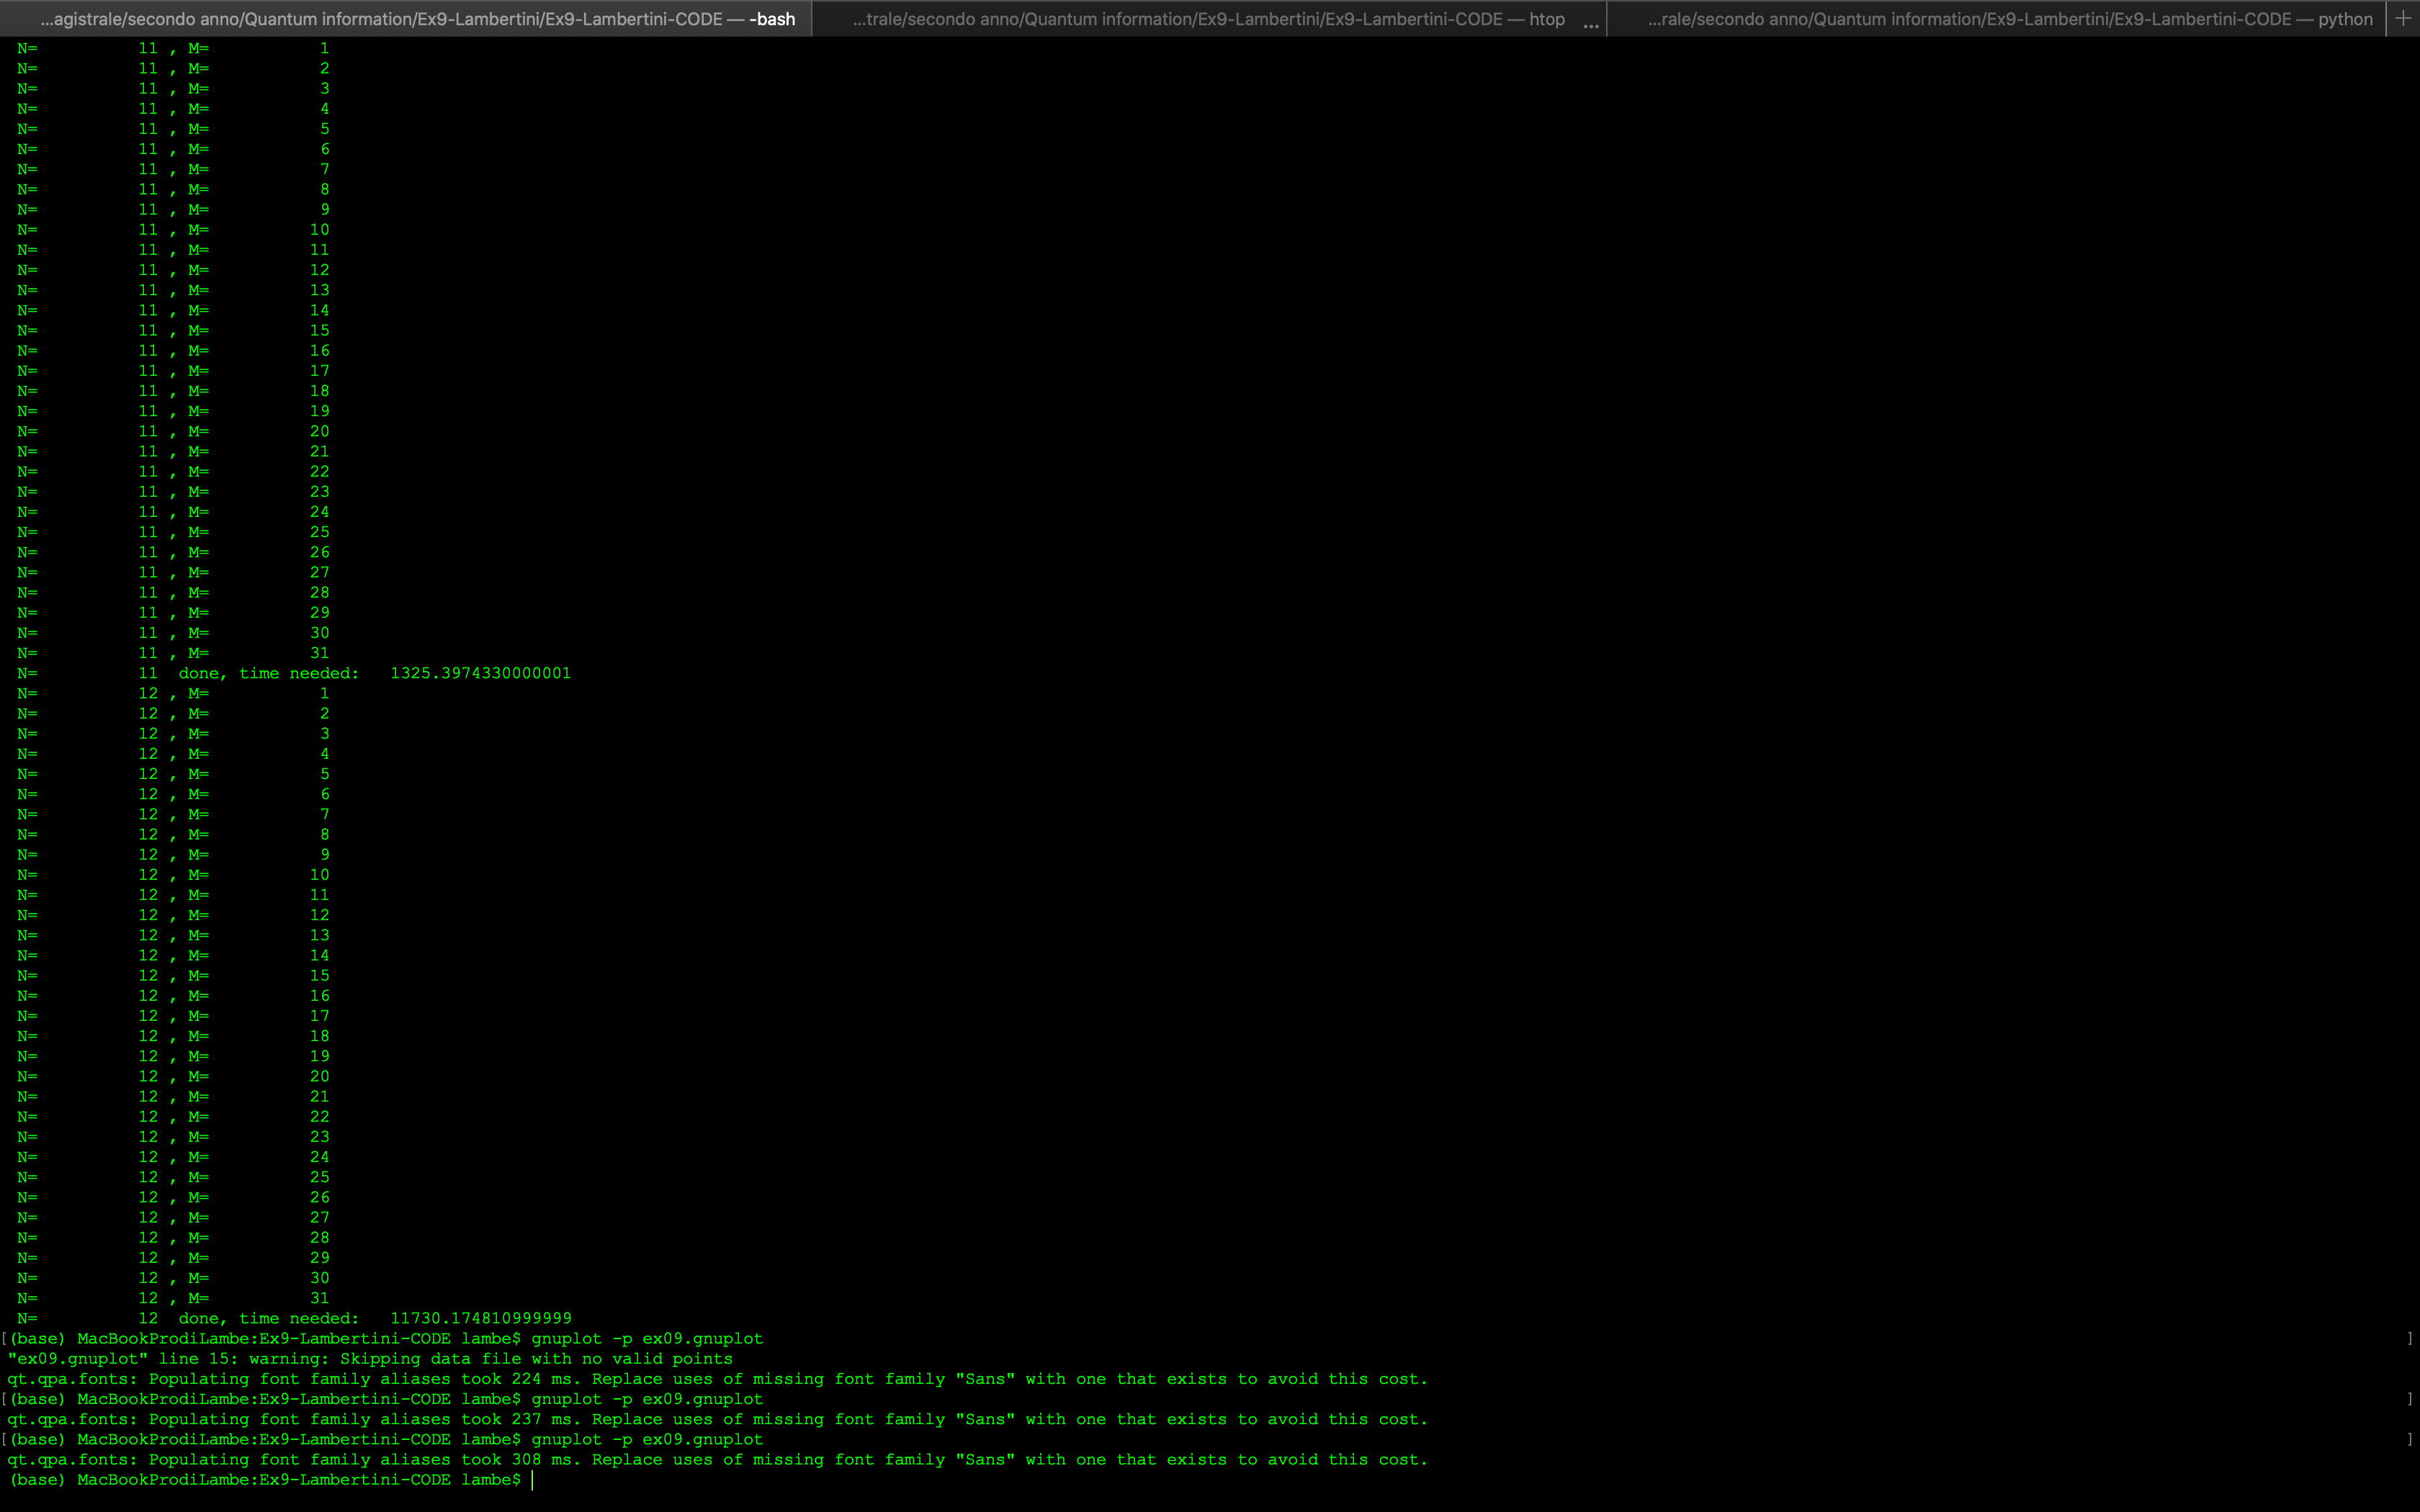 ...agistrale/secondo anno/Quantum information/Ex9-Lambertini/Ex9-Lambertini-CODE — -bash
...trale/secondo anno/Quantum information/Ex9-Lambertini/Ex9-Lambertini-CODE — htop ...
...rale/secondo anno/Quantum information/Ex9-Lambertini/Ex9-Lambertini-CODE — python +
N= 11 , M= 1
N= 11 , M= 2
N= 11 , M= 3
N= 11 , M= 4
N= 11 , M= 5
N= 11 , M= 6
N= 11 , M= 7
N= 11 , M= 8
N= 11 , M= 9
N= 11 , M= 10
N= 11 , M= 11
N= 11 , M= 12
N= 11 , M= 13
N= 11 , M= 14
N= 11 , M= 15
N= 11 , M= 16
N= 11 , M= 17
N= 11 , M= 18
N= 11 , M= 19
N= 11 , M= 20
N= 11 , M= 21
N= 11 , M= 22
N= 11 , M= 23
N= 11 , M= 24
N= 11 , M= 25
N= 11 , M= 26
N= 11 , M= 27
N= 11 , M= 28
N= 11 , M= 29
N= 11 , M= 30
N= 11 , M= 31
N= 11 done, time needed: 1325.3974330000001
N= 12 , M= 1
N= 12 , M= 2
N= 12 , M= 3
N= 12 , M= 4
N= 12 , M= 5
N= 12 , M= 6
N= 12 , M= 7
N= 12 , M= 8
N= 12 , M= 9
N= 12 , M= 10
N= 12 , M= 11
N= 12 , M= 12
N= 12 , M= 13
N= 12 , M= 14
N= 12 , M= 15
N= 12 , M= 16
N= 12 , M= 17
N= 12 , M= 18
N= 12 , M= 19
N= 12 , M= 20
N= 12 , M= 21
N= 12 , M= 22
N= 12 , M= 23
N= 12 , M= 24
N= 12 , M= 25
N= 12 , M= 26
N= 12 , M= 27
N= 12 , M= 28
N= 12 , M= 29
N= 12 , M= 30
N= 12 , M= 31
N= 12 done, time needed: 11730.174810999999
[(base) MacBookProdiLambe:Ex9-Lambertini-CODE lambe$ gnuplot -p ex09.gnuplot ]
"ex09.gnuplot" line 15: warning: Skipping data file with no valid points
qt.qpa.fonts: Populating font family aliases took 224 ms. Replace uses of missing font family "Sans" with one that exists to avoid this cost.
[(base) MacBookProdiLambe:Ex9-Lambertini-CODE lambe$ gnuplot -p ex09.gnuplot ]
qt.qpa.fonts: Populating font family aliases took 237 ms. Replace uses of missing font family "Sans" with one that exists to avoid this cost.
[(base) MacBookProdiLambe:Ex9-Lambertini-CODE lambe$ gnuplot -p ex09.gnuplot ]
qt.qpa.fonts: Populating font family aliases took 308 ms. Replace uses of missing font family "Sans" with one that exists to avoid this cost.
(base) MacBookProdiLambe:Ex9-Lambertini-CODE lambe$